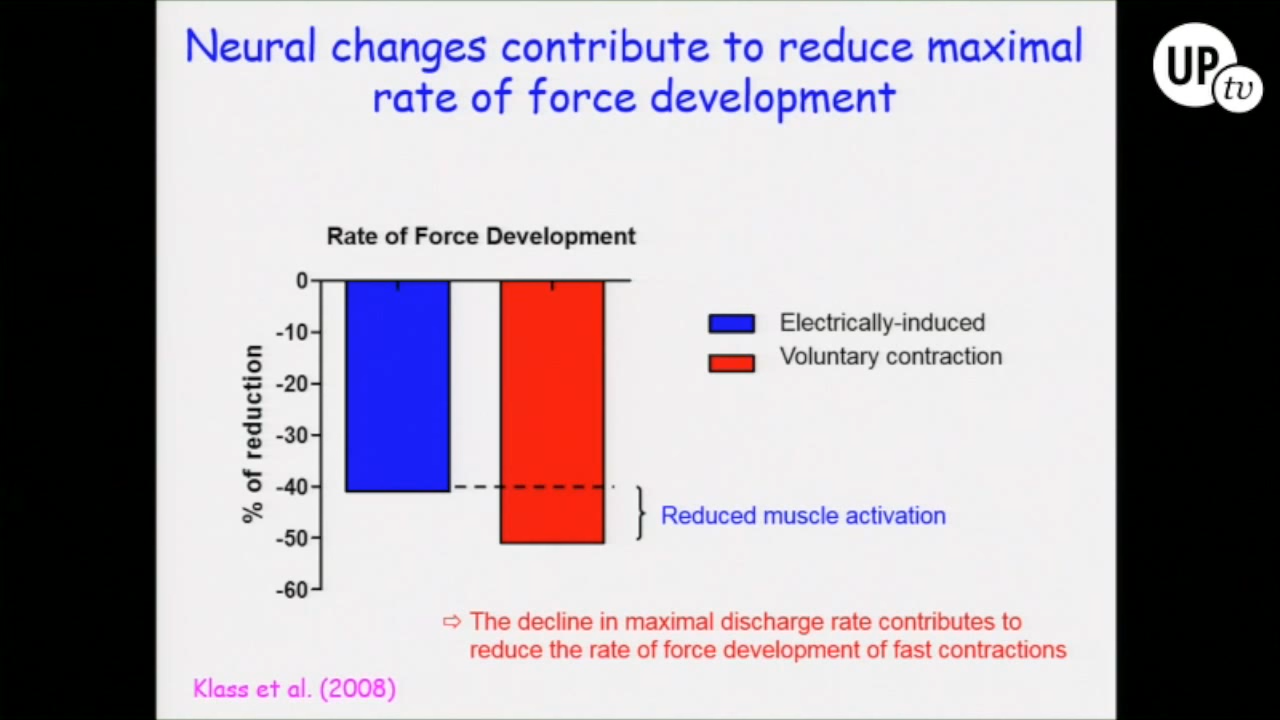 Neural changes contribute to reduce maximal
rate of force development
UP
tv
Rate of Force Development
0
-10
-20
-30
-40
-50
-60
% of reduction
Electrically-induced
Voluntary contraction
Reduced muscle activation
⇨ The decline in maximal discharge rate contributes to
reduce the rate of force development of fast contractions
Klass et al. (2008)